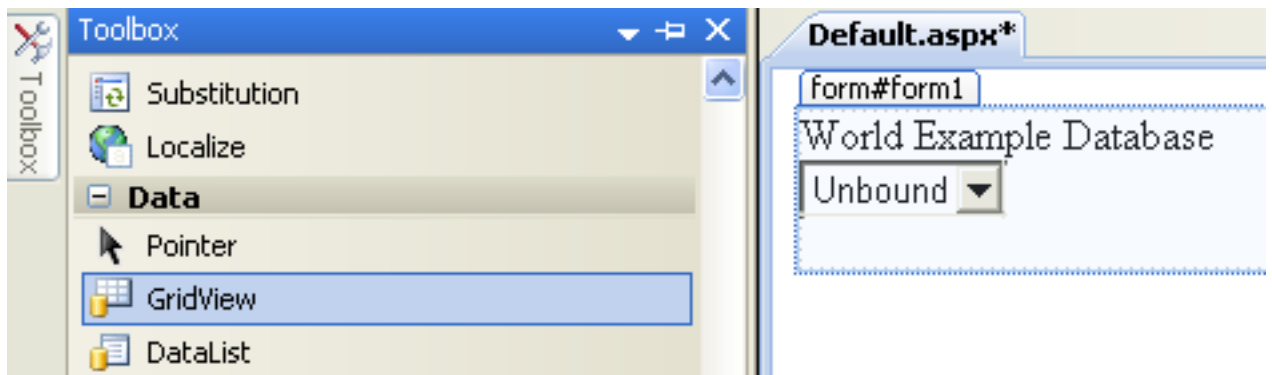 Toolbox
Toolbox
Substitution
Localize
Data
Pointer
GridView
DataList
Default.aspx*
form#form1
World Example Database
Unbound